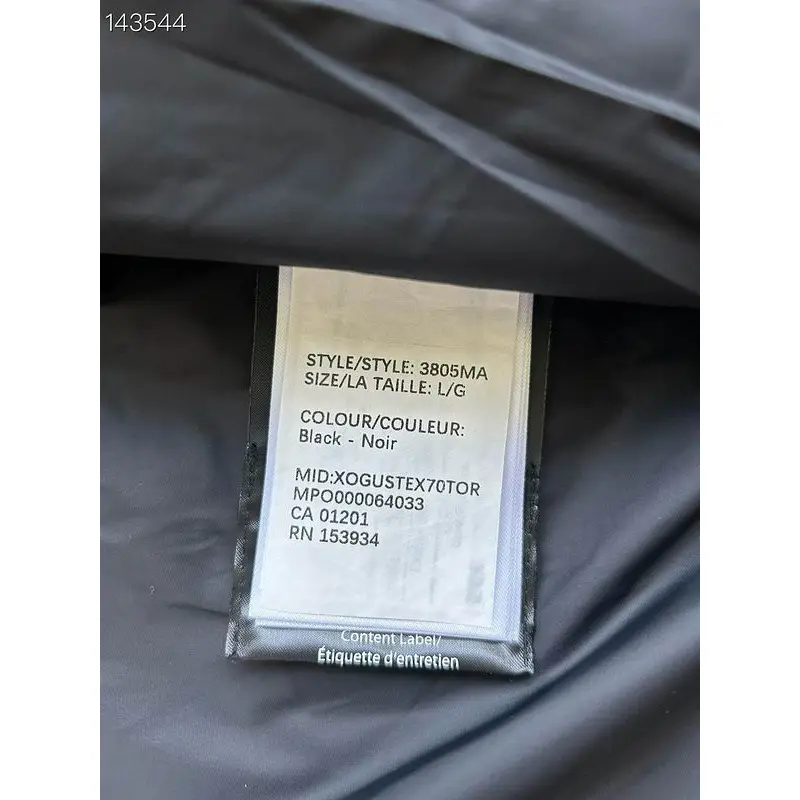 143544
STYLE/STYLE: 3805MA
SIZE/LA TAILLE: L/G
COLOUR/COULEUR:
Black - Noir
MID:XOGUSTEX70TOR
MPO000064033
CA 01201
RN 153934
Content Label/
Étiquette d'entretien